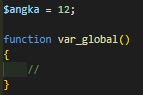 $angka = 12;
function var_global()
{
    //
}